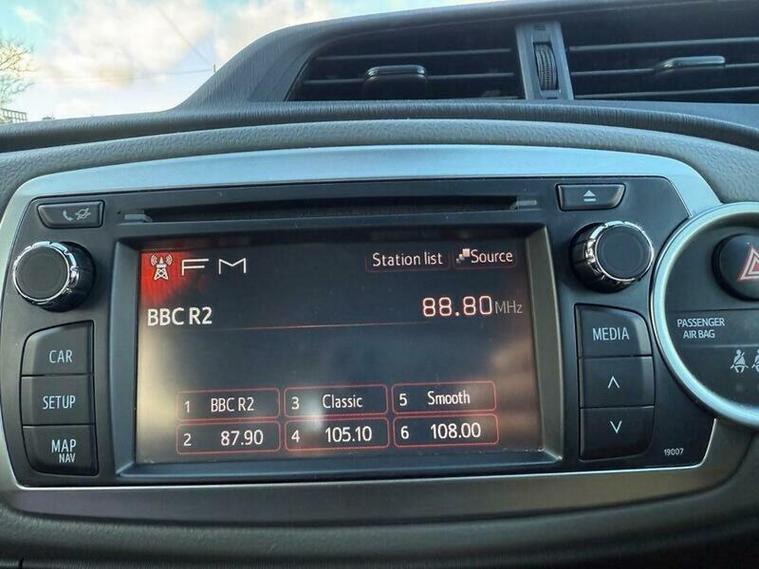 FM
Station list
Source
BBC R2
88.80MHz
1 BBC R2
3 Classic
5 Smooth
2 87.90
4 105.10
6 108.00
CAR
SETUP
MAP
NAV
MEDIA
PASSENGER
AIR BAG
19007